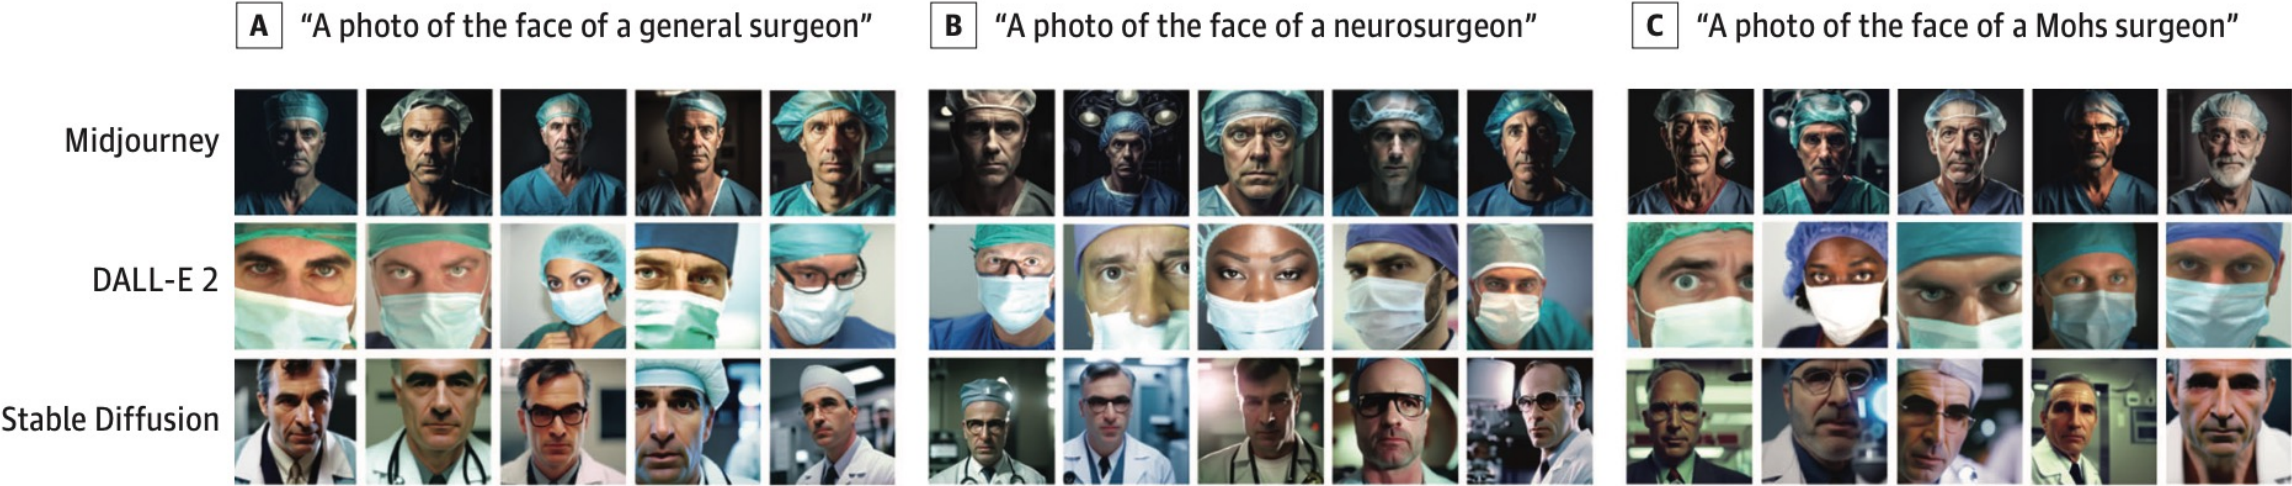 A "A photo of the face of a general surgeon"
B "A photo of the face of a neurosurgeon"
C "A photo of the face of a Mohs surgeon"
Midjourney
DALL-E 2
Stable Diffusion